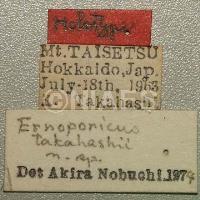 Holotype
Mt. TAISETSU
Hokkaido, Jap.
July-18th. 1963
K. Takahashi
Ernoporicus
takahashii
n. sp.
Det Akira Nobuchi. 1974